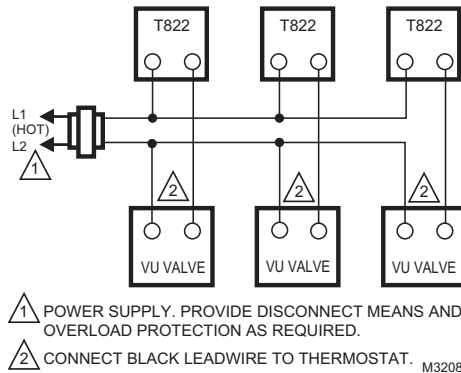 T822 T822 T822
L1
(HOT)
L2
1
2 2 2
VU VALVE VU VALVE VU VALVE
1 POWER SUPPLY. PROVIDE DISCONNECT MEANS AND
OVERLOAD PROTECTION AS REQUIRED.
2 CONNECT BLACK LEADWIRE TO THERMOSTAT. M3208